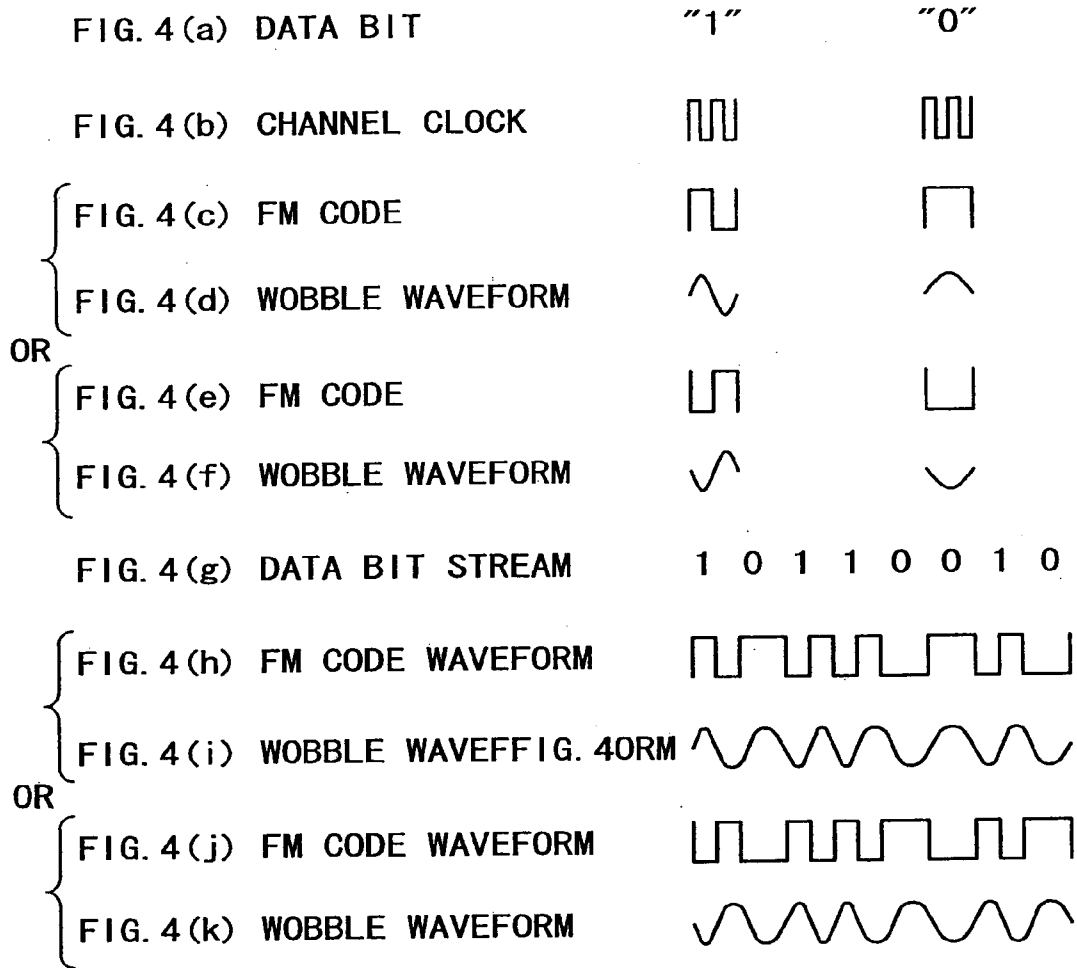 FIG. 4(a) DATA BIT "1" "0"
FIG. 4(b) CHANNEL CLOCK
FIG. 4(c) FM CODE
FIG. 4(d) WOBBLE WAVEFORM
OR
FIG. 4(e) FM CODE
FIG. 4(f) WOBBLE WAVEFORM
FIG. 4(g) DATA BIT STREAM 1 0 1 1 0 0 1 0
FIG. 4(h) FM CODE WAVEFORM
FIG. 4(i) WOBBLE WAVEFFIG. 4ORM
OR
FIG. 4(j) FM CODE WAVEFORM
FIG. 4(k) WOBBLE WAVEFORM